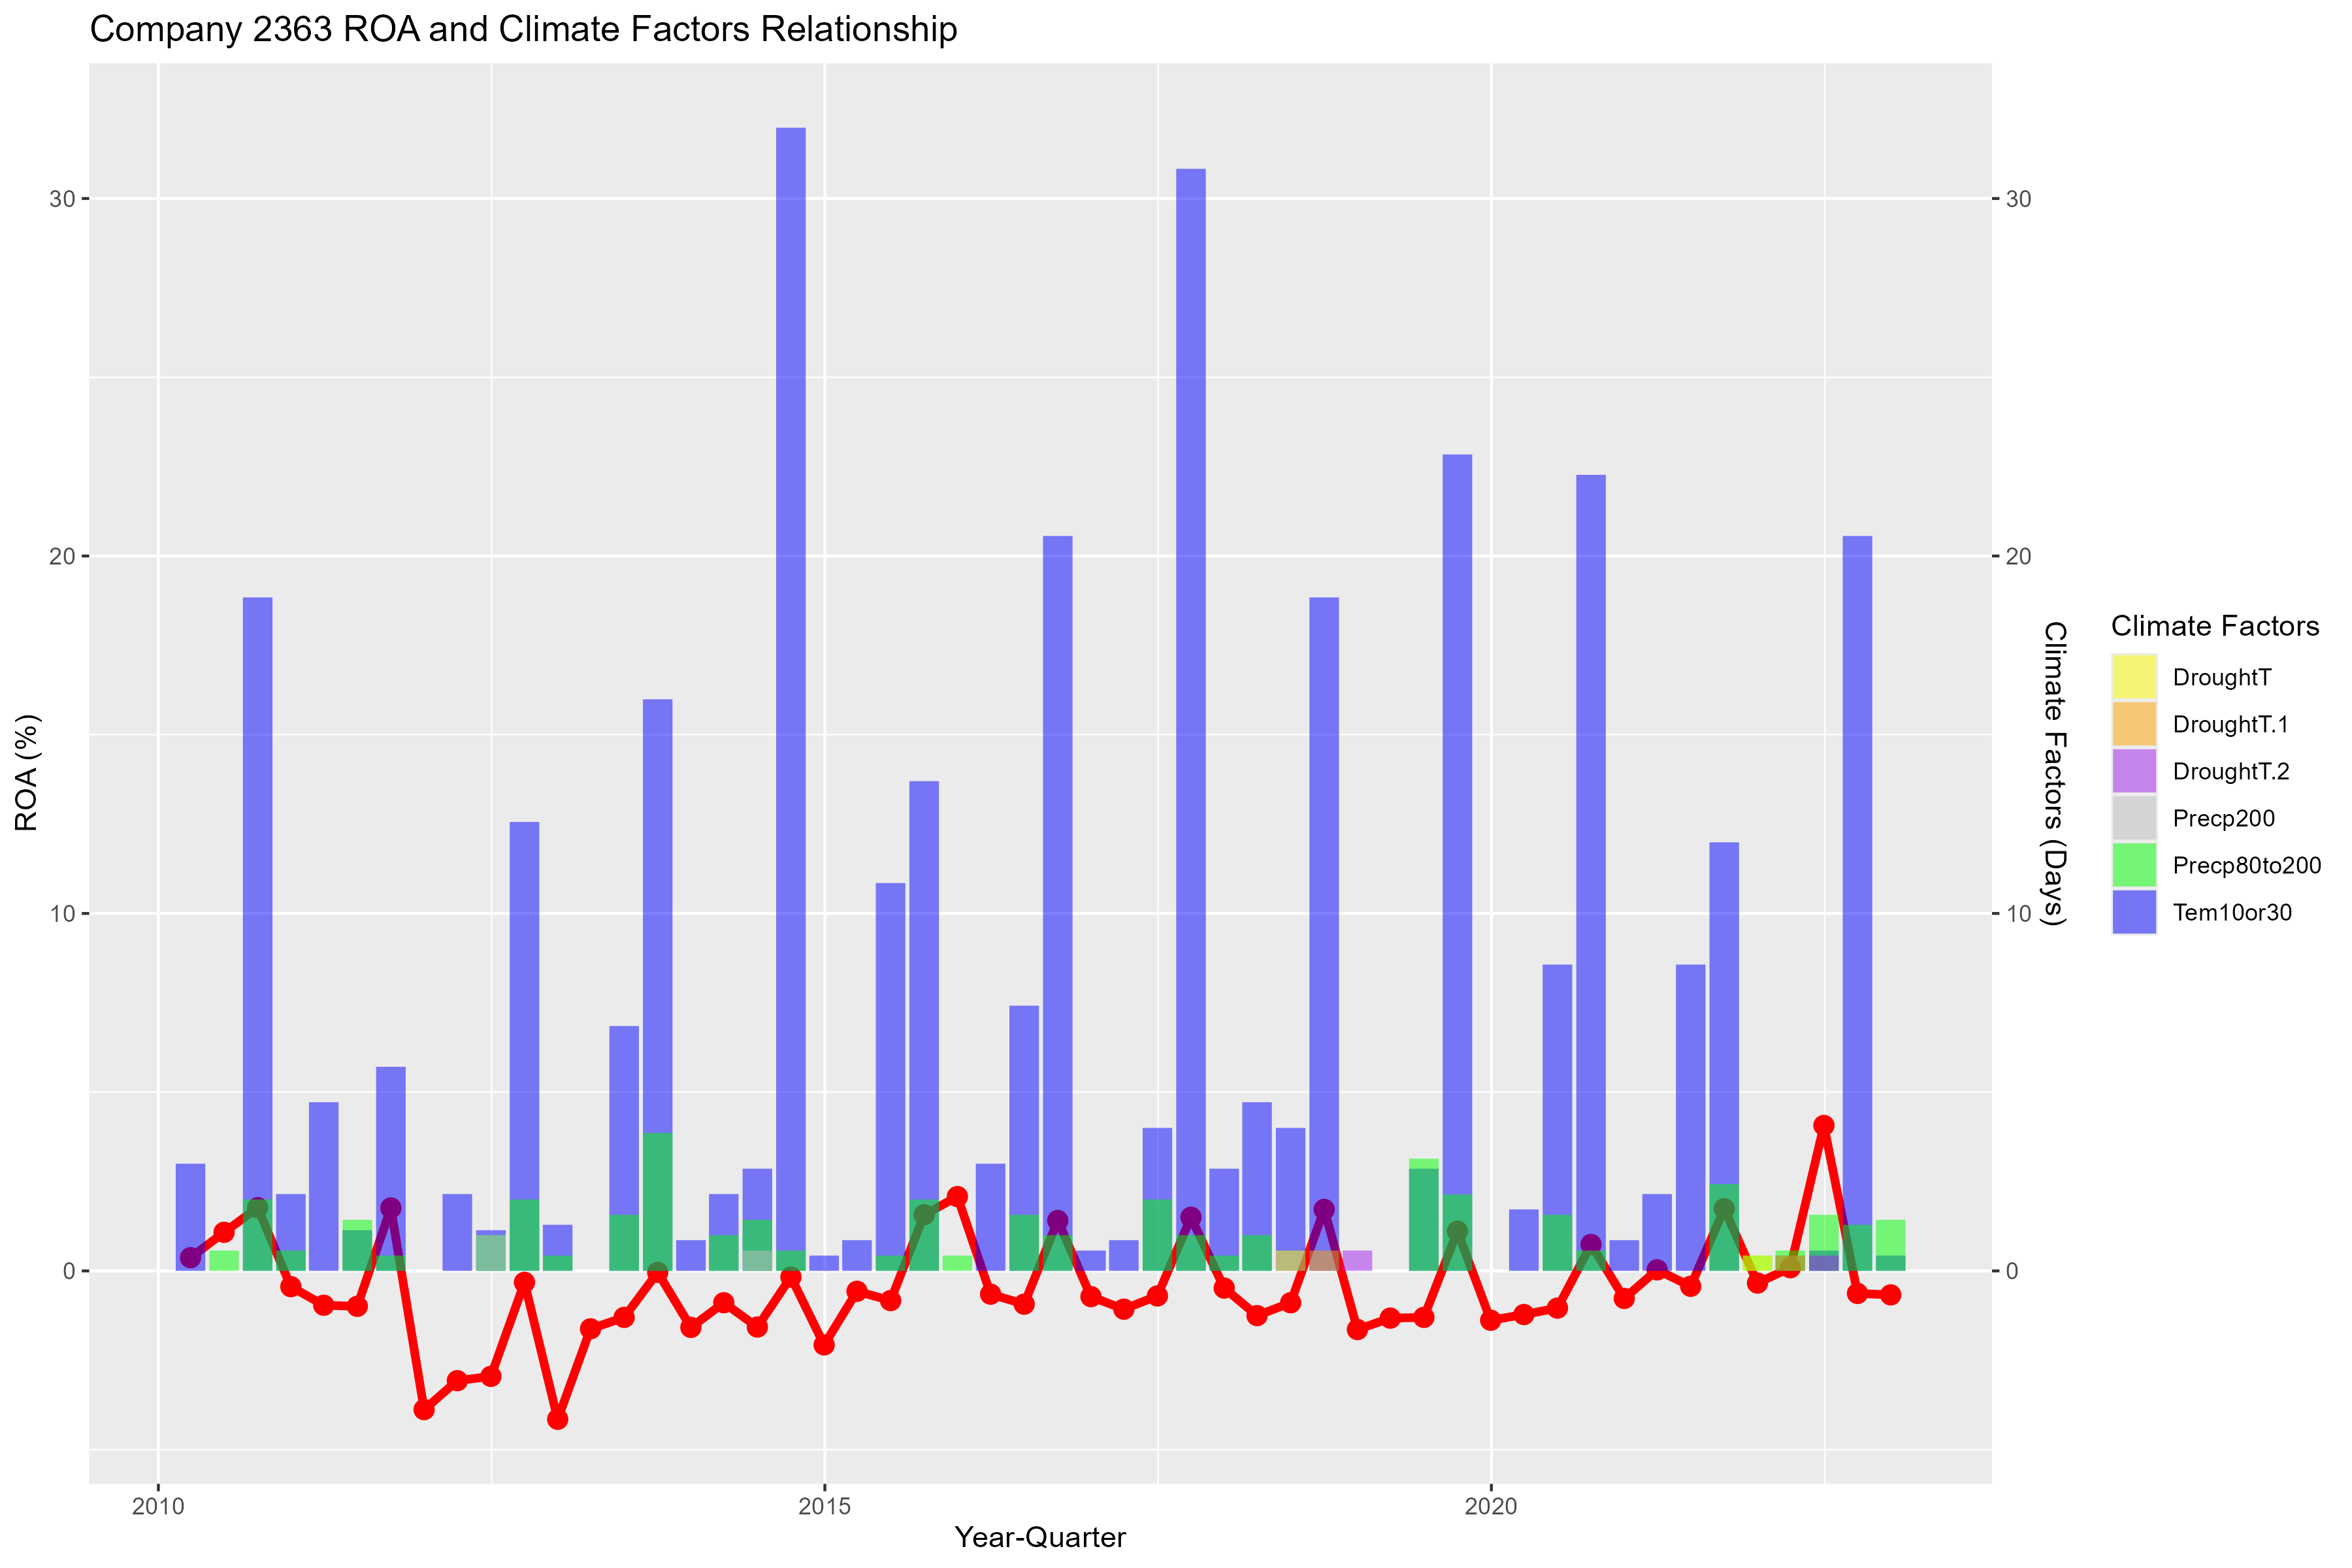 Company 2363 ROA and Climate Factors Relationship
30
20
10
0
ROA (%)
2010
2015
2020
Year-Quarter
30
20
10
0
Climate Factors (Days)
Climate Factors
DroughtT
DroughtT.1
DroughtT.2
Precp200
Precp80to200
Tem10or30